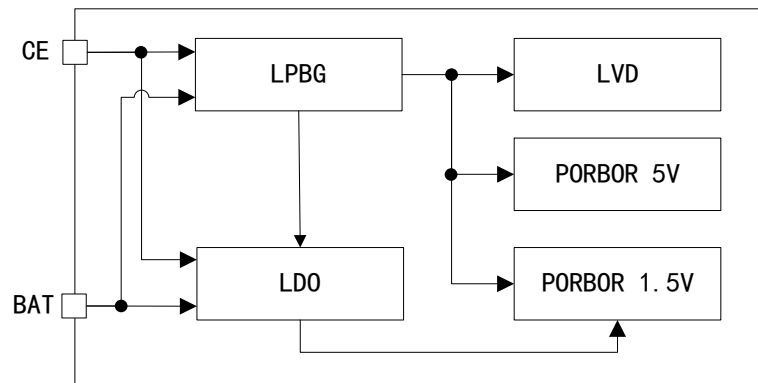 CE
LPBG
LVD
PORBOR 5V
BAT
LDO
PORBOR 1.5V